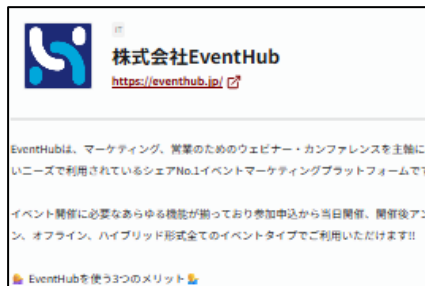 IT
株式会社EventHub
https://eventhub.jp/
EventHubは、マーケティング、営業のためのウェビナー・カンファレンスを主軸に
いニーズで利用されているシェアNo.1イベントマーケティングプラットフォームです
イベント開催に必要なあらゆる機能が揃っており参加申込から当日開催、開催後アン
ン、オフライン、ハイブリッド形式全てのイベントタイプでご利用いただけます!!
EventHubを使う3つのメリット